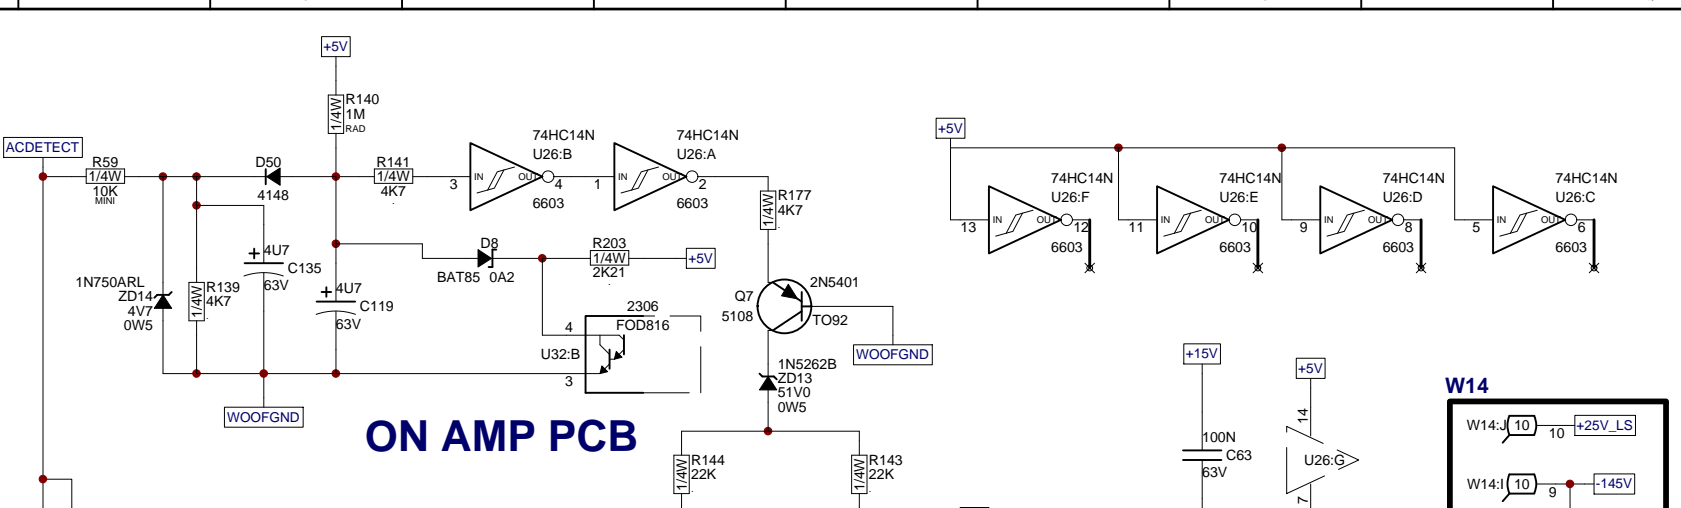 +5V
R140
1M
RAD
1/4W
ACDETECT
R59
1/4W
10K
MINI
D50
4148
R141
1/4W
4K7
74HC14N
U26:B
3
IN
OUT
4
6603
74HC14N
U26:A
1
IN
OUT
2
6603
R177
4K7
1/4W
+5V
74HC14N
U26:F
13
IN
OUT
12
6603
74HC14N
U26:E
11
IN
OUT
10
6603
74HC14N
U26:D
9
IN
OUT
8
6603
74HC14N
U26:C
5
IN
OUT
6
6603
1N750ARL
ZD14
4V7
0W5
R139
4K7
1/4W
4U7
C135
63V
4U7
C119
63V
D8
BAT85 0A2
R203
1/4W
2K21
+5V
2306
FOD816
4
U32:B
3
Q7
5108
2N5401
TO92
WOOFGND
1N5262B
ZD13
51V0
0W5
WOOFGND
ON AMP PCB
R144
22K
1/4W
R143
22K
1/4W
+15V
100N
C63
63V
+5V
14
U26:G
7
W14
W14:J
10
10
+25V_LS
W14:I
10
9
-145V